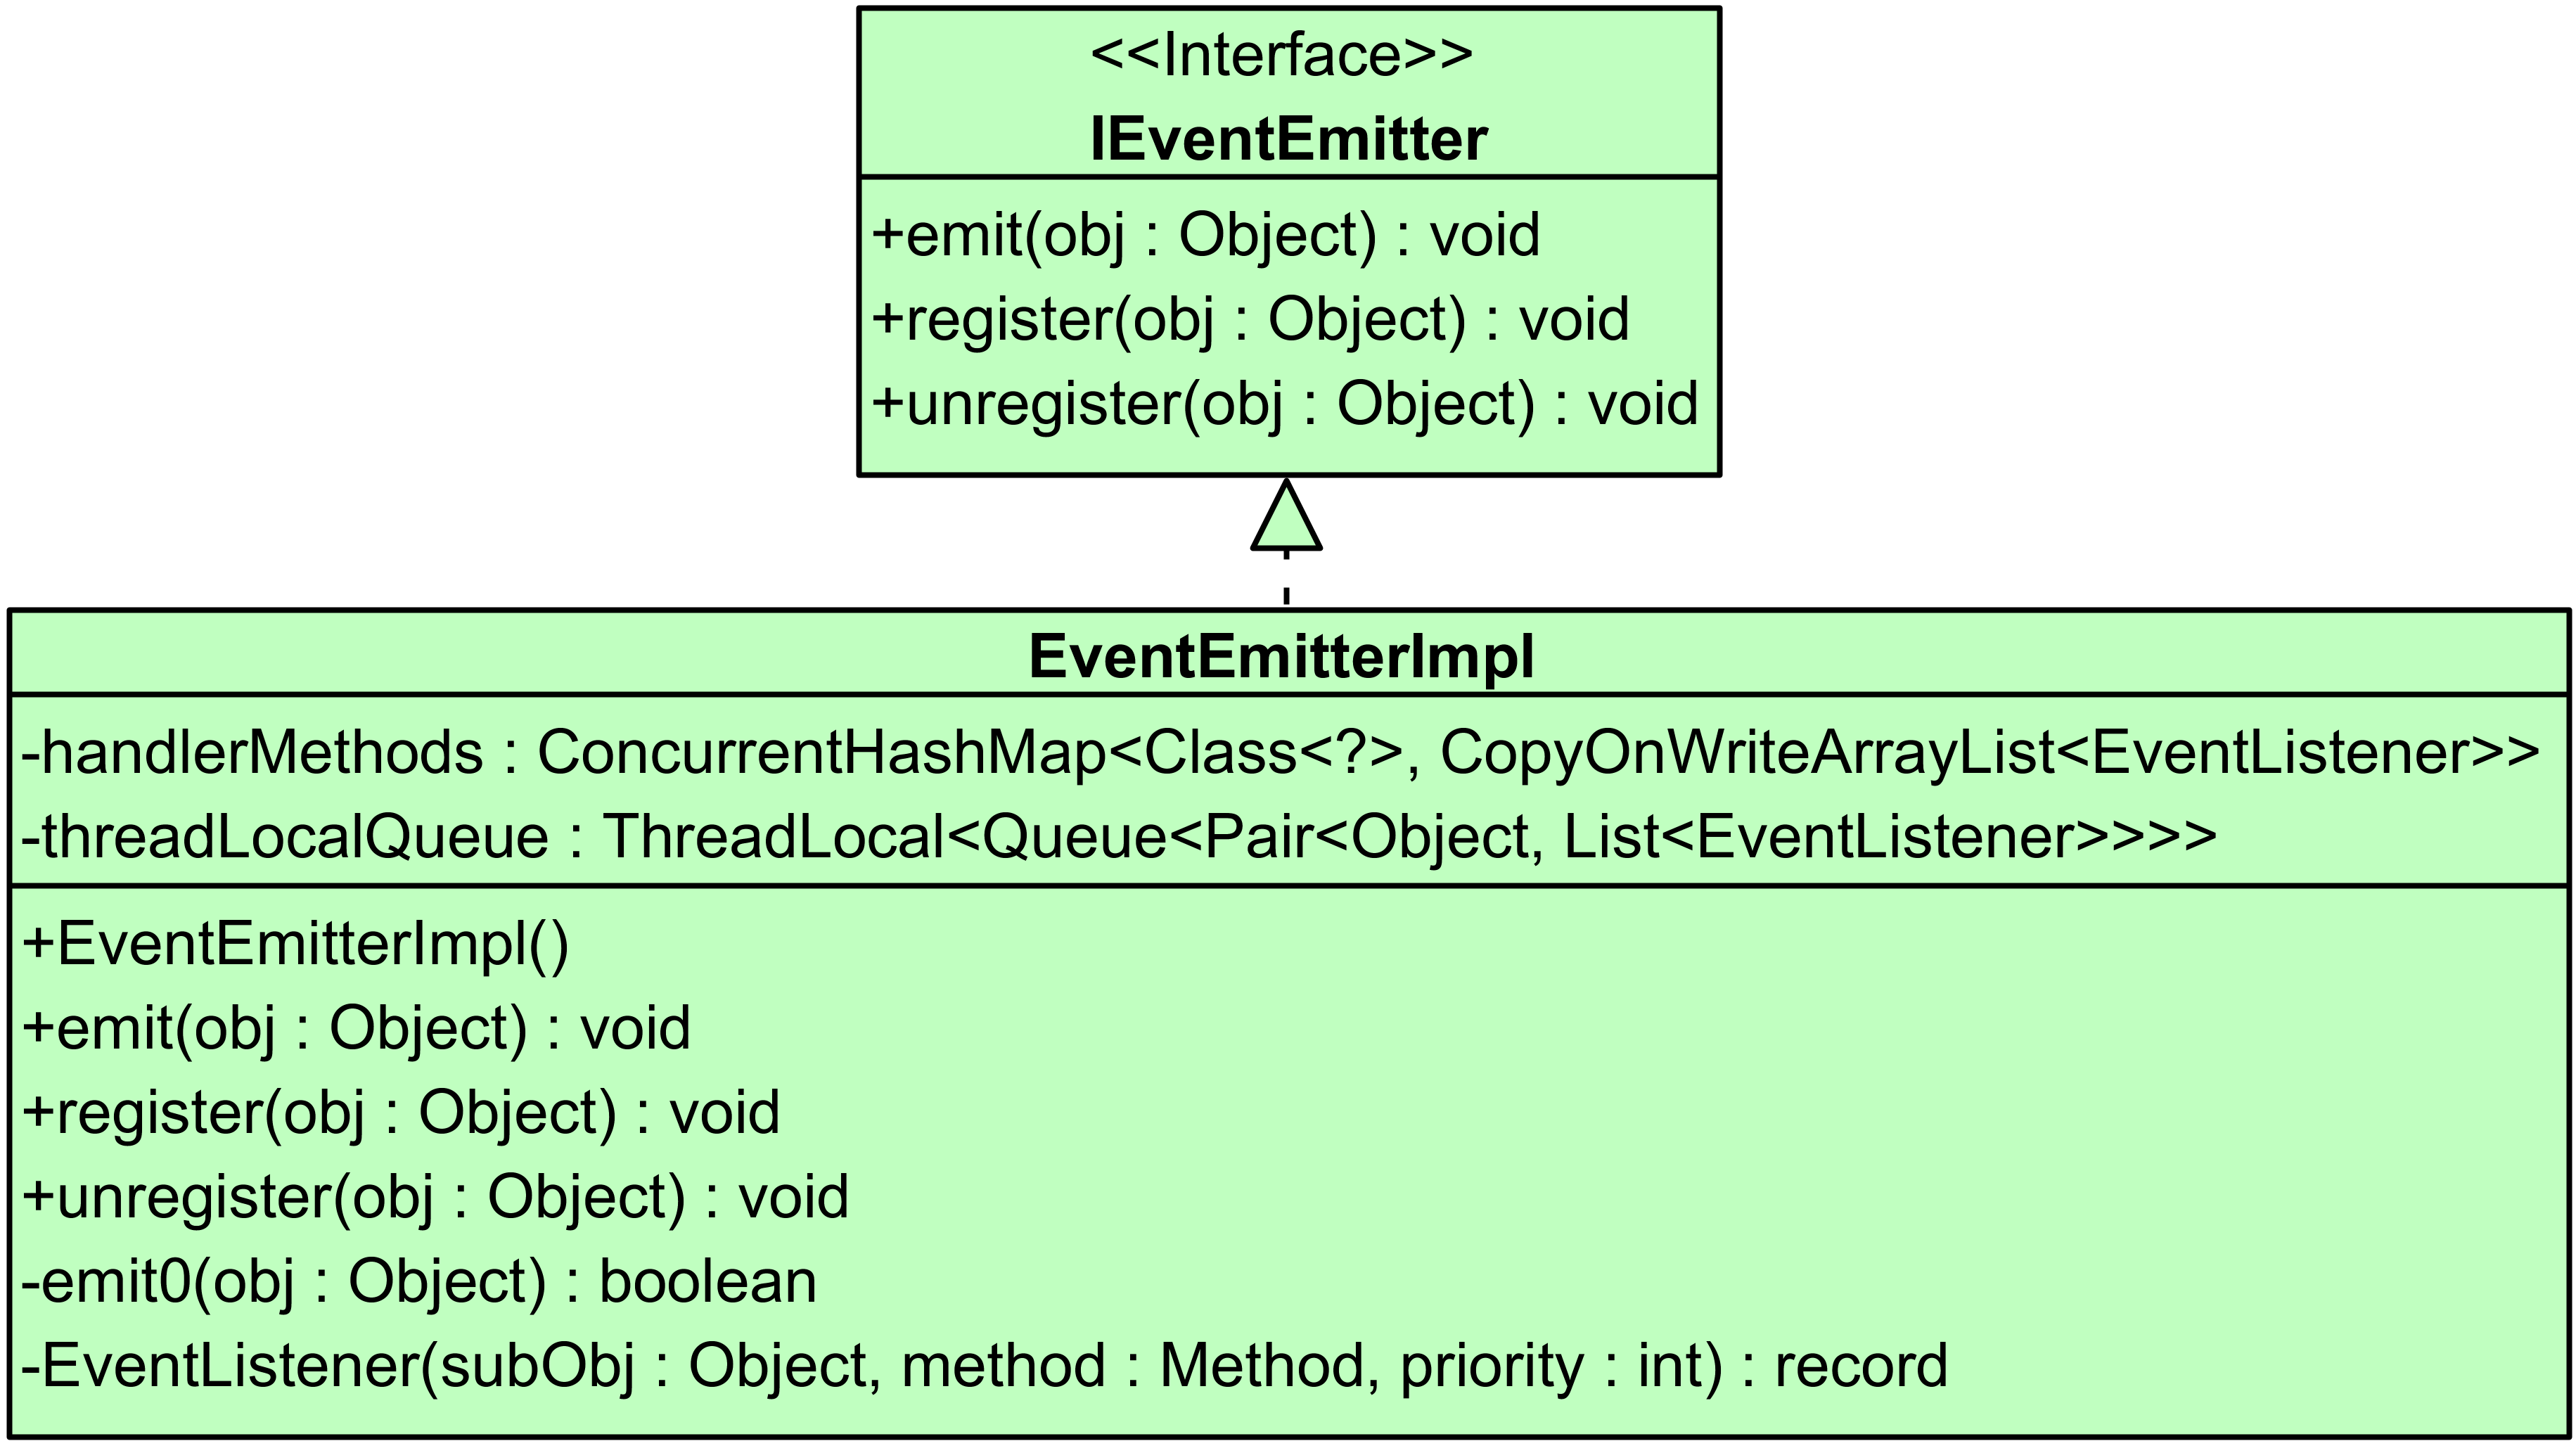 <<Interface>>
IEventEmitter
+emit(obj : Object) : void
+register(obj : Object) : void
+unregister(obj : Object) : void
EventEmitterImpl
-handlerMethods : ConcurrentHashMap<Class<?>, CopyOnWriteArrayList<EventListener>>
-threadLocalQueue : ThreadLocal<Queue<Pair<Object, List<EventListener>>>>
+EventEmitterImpl()
+emit(obj : Object) : void
+register(obj : Object) : void
+unregister(obj : Object) : void
-emit0(obj : Object) : boolean
-EventListener(subObj : Object, method : Method, priority : int) : record